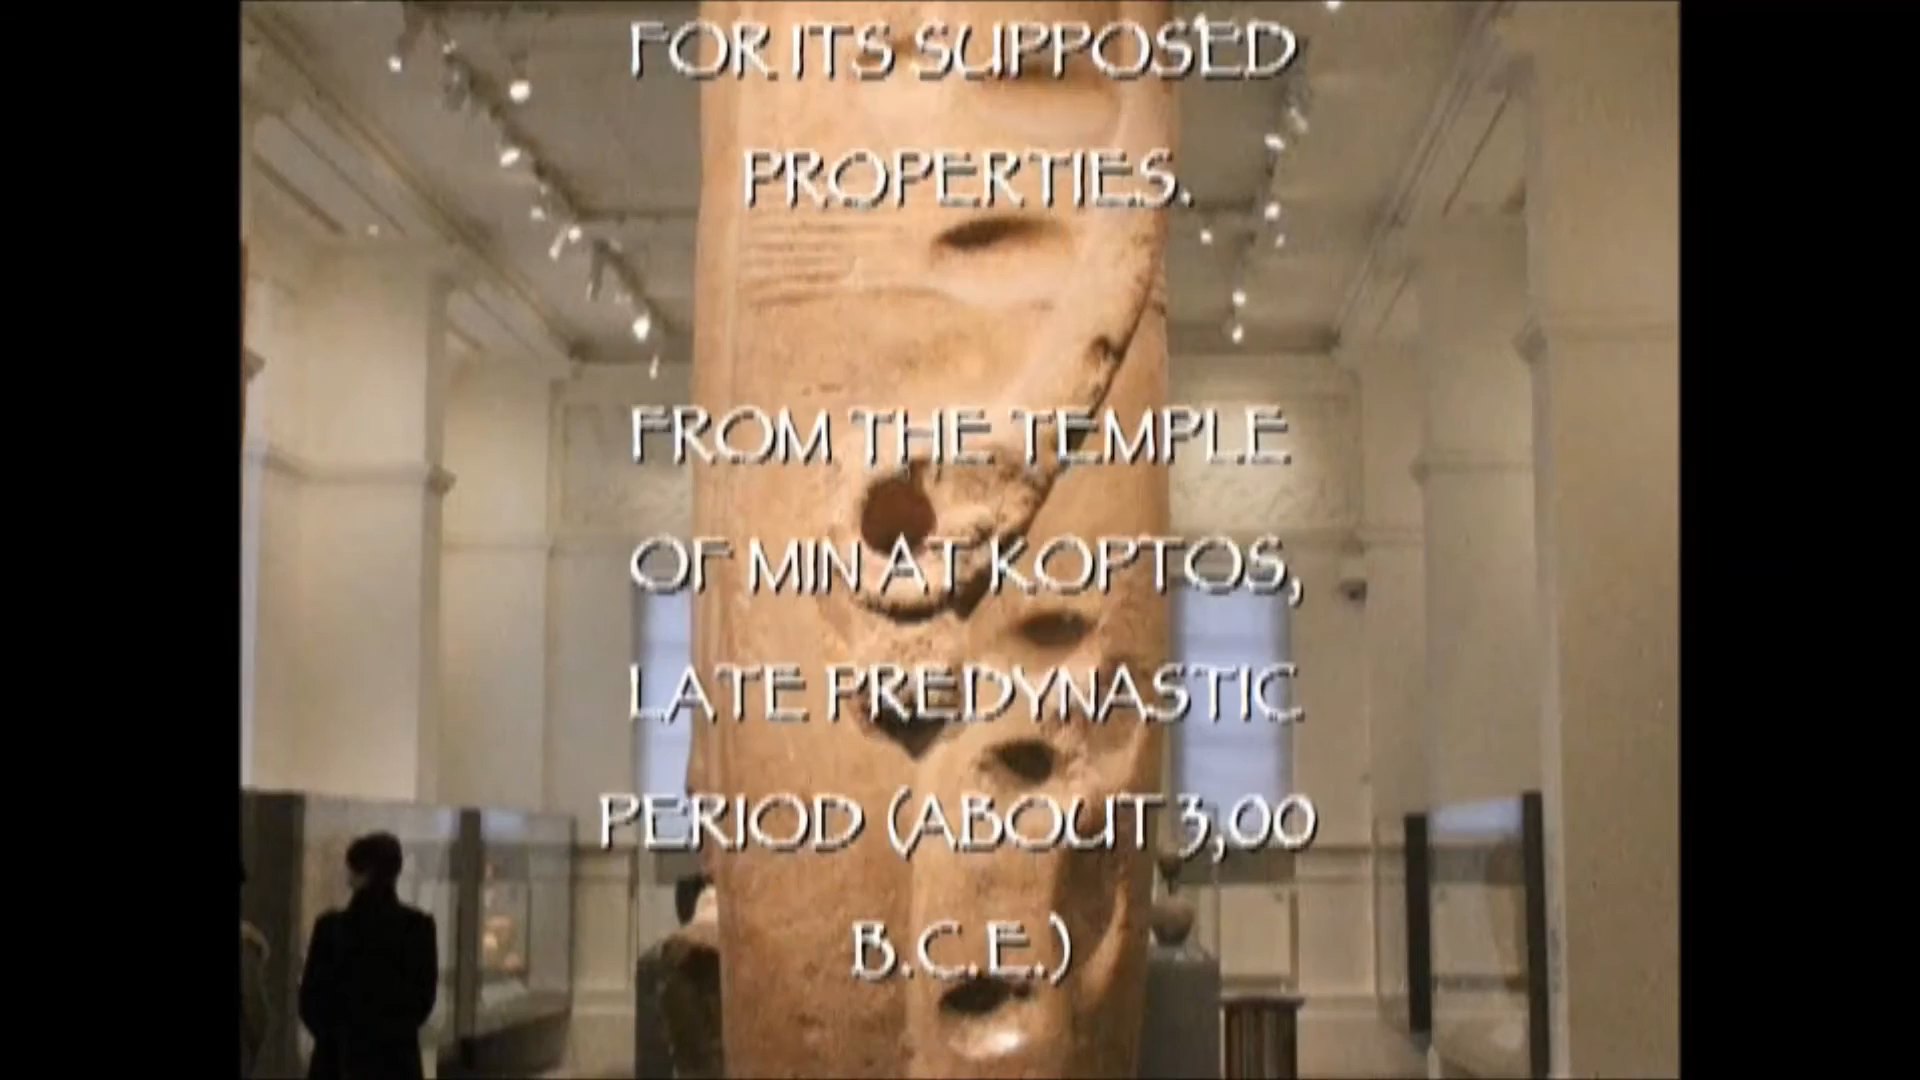 FOR ITS SUPPOSED
PROPERTIES.
FROM THE TEMPLE
OF MIN AT KOPTOS,
LATE PREDYNASTIC
PERIOD (ABOUT 3,00
B.C.E.)